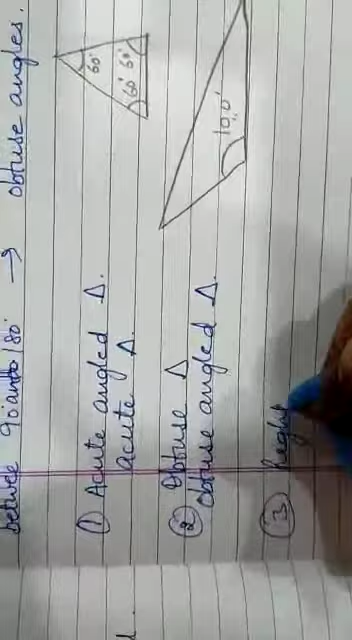 between 90° and 180° → obtuse angles.
① Acute angled Δ.
acute Δ.
60° 60° 60°
② Obtuse Δ
obtuse angled Δ.
100°
③